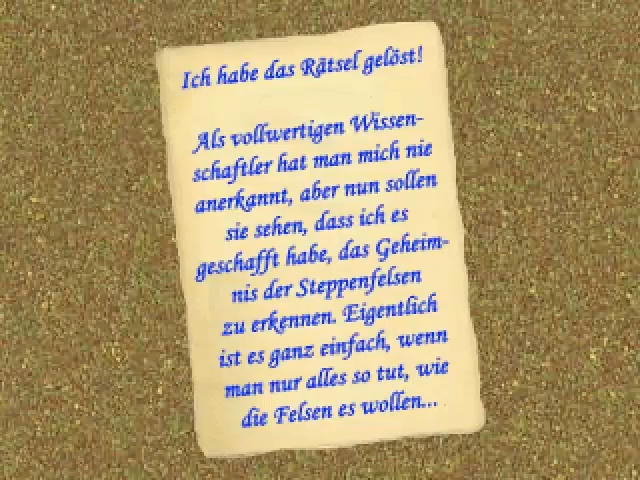 Ich habe das Rätsel gelöst!
Als vollwertigen Wissen-
schaftler hat man mich nie
anerkannt, aber nun sollen
sie sehen, dass ich es
geschafft habe, das Geheim-
nis der Steppenfelsen
zu erkennen. Eigentlich
ist es ganz einfach, wenn
man nur alles so tut, wie
die Felsen es wollen...